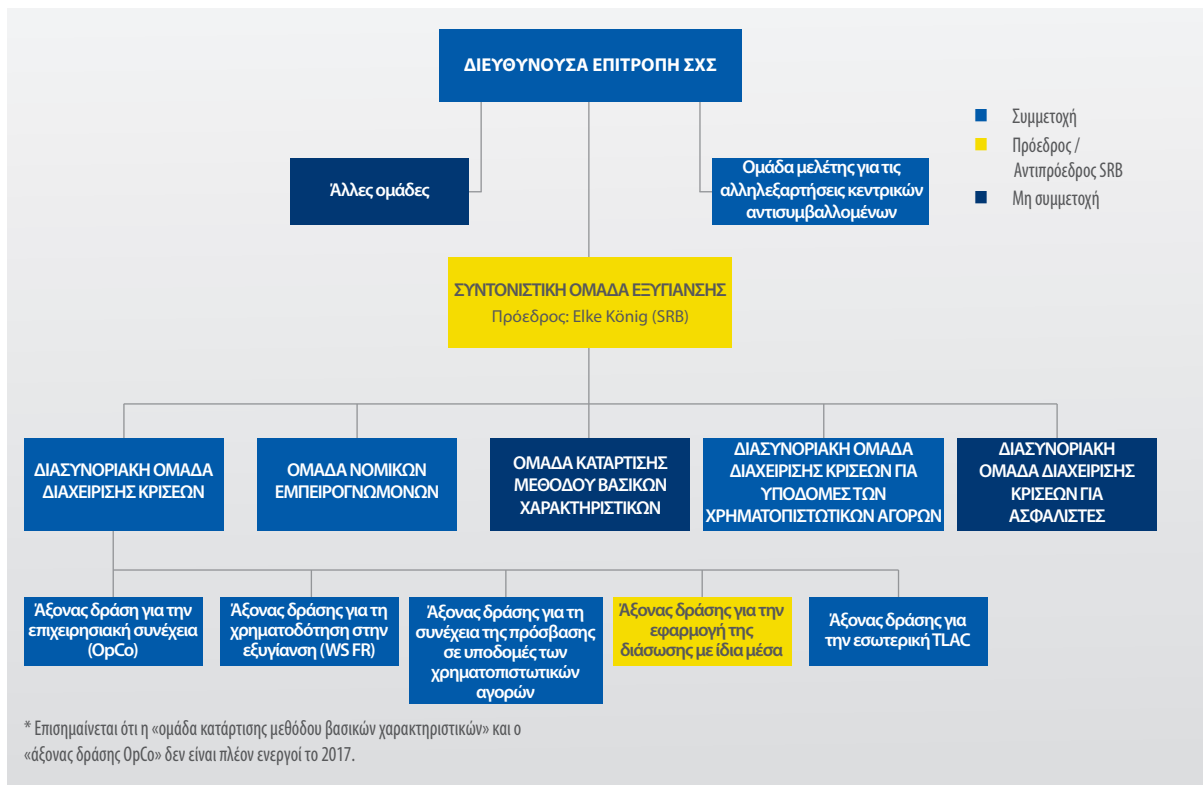 ΔΙΕΥΘΥΝΟΥΣΑ ΕΠΙΤΡΟΠΗ ΣΧΣ
Συμμετοχή
Πρόεδρος /
Αντιπρόεδρος SRB
Μη συμμετοχή
Άλλες ομάδες
Ομάδα μελέτης για τις
αλληλεξαρτήσεις κεντρικών
αντισυμβαλλομένων
ΣΥΝΤΟΝΙΣΤΙΚΗ ΟΜΑΔΑ ΕΞΥΓΙΑΝΣΗΣ
Πρόεδρος: Elke König (SRB)
ΔΙΑΣΥΝΟΡΙΑΚΗ ΟΜΑΔΑ
ΔΙΑΧΕΙΡΙΣΗΣ ΚΡΙΣΕΩΝ
ΟΜΑΔΑ ΝΟΜΙΚΩΝ
ΕΜΠΕΙΡΟΓΝΩΜΟΝΩΝ
ΟΜΑΔΑ ΚΑΤΑΡΤΙΣΗΣ
ΜΕΘΟΔΟΥ ΒΑΣΙΚΩΝ
ΧΑΡΑΚΤΗΡΙΣΤΙΚΩΝ
ΔΙΑΣΥΝΟΡΙΑΚΗ ΟΜΑΔΑ
ΔΙΑΧΕΙΡΙΣΗΣ ΚΡΙΣΕΩΝ ΓΙΑ
ΥΠΟΔΟΜΕΣ ΤΩΝ
ΧΡΗΜΑΤΟΠΙΣΤΩΤΙΚΩΝ ΑΓΟΡΩΝ
ΔΙΑΣΥΝΟΡΙΑΚΗ
ΟΜΑΔΑ ΔΙΑΧΕΙΡΙΣΗΣ
ΚΡΙΣΕΩΝ ΓΙΑ
ΑΣΦΑΛΙΣΤΕΣ
Άξονας δράση για την
επιχειρησιακή συνέχεια
(OpCo)
Άξονας δράσης για τη
χρηματοδότηση στην
εξυγίανση (WS FR)
Άξονας δράσης για τη
συνέχεια της πρόσβασης
σε υποδομές των
χρηματοπιστωτικών
αγορών
Άξονας δράσης για την
εφαρμογή της
διάσωσης με ίδια μέσα
Άξονας δράσης για
την εσωτερική TLAC
* Επισημαίνεται ότι η «ομάδα κατάρτισης μεθόδου βασικών χαρακτηριστικών» και ο
«άξονας δράσης OpCo» δεν είναι πλέον ενεργοί το 2017.